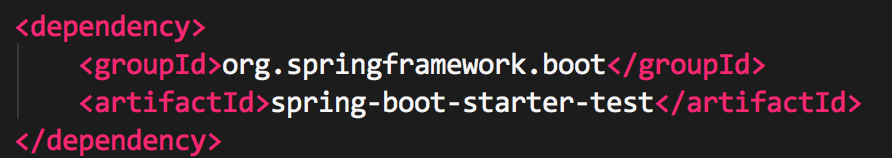 <dependency>
<groupId>org.springframework.boot</groupId>
<artifactId>spring-boot-starter-test</artifactId>
</dependency>